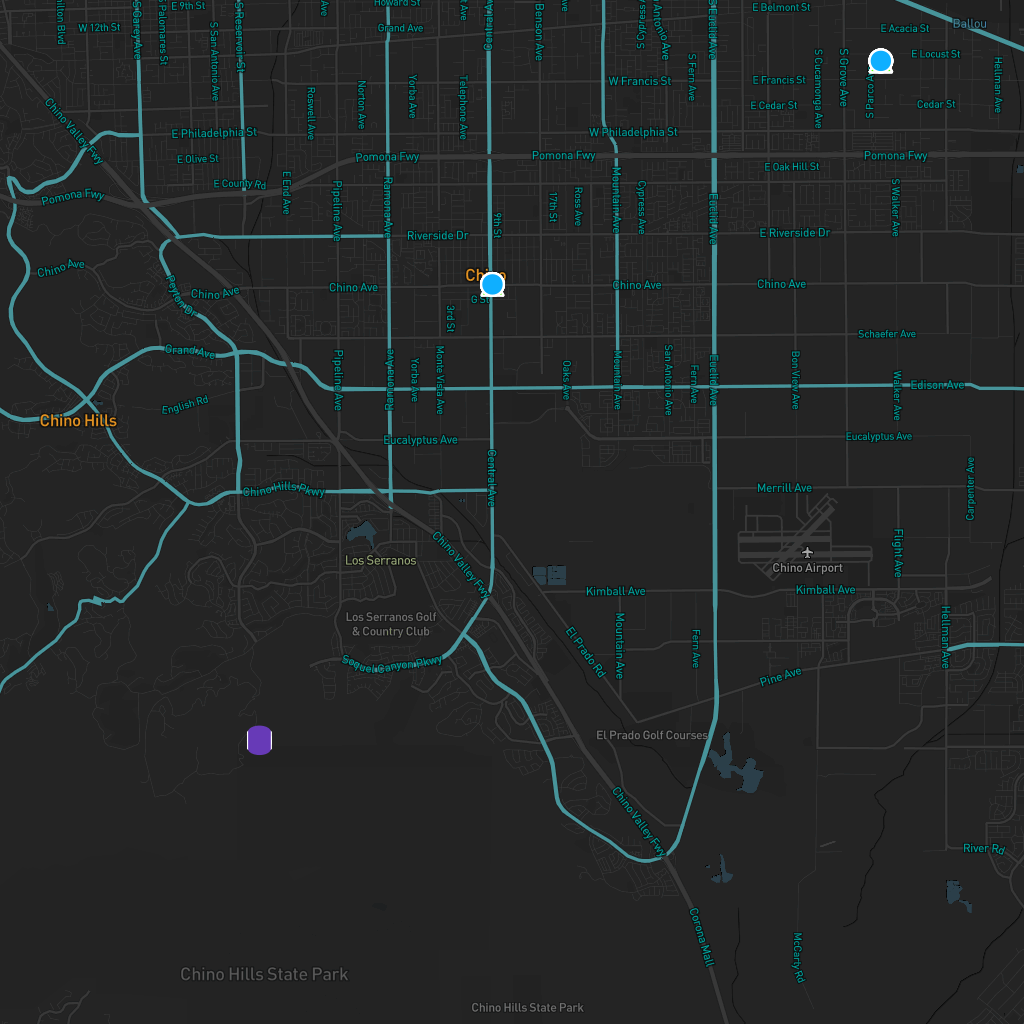 Howard St
E 9th St
E Belmont St
W 12th St
Grand Ave
E Acacia St
Ballou
S Garey Ave
S Palomares St
S San Antonio Ave
S Reservoir St
Central Ave
Benson Ave
S Cypress Ave
S Euclid Ave
S Fern Ave
E Locust St
W Francis St
E Francis St
S Cucamonga Ave
S Grove Ave
Hellman Ave
Roswell Ave
Norton Ave
Yorba Ave
Telephone Ave
E Cedar St
Cedar St
Chino Valley Fwy
E Philadelphia St
W Philadelphia St
E Olive St
Pomona Fwy
Pomona Fwy
Pomona Fwy
E Oak Hill St
E County Rd
Pomona Fwy
E End Ave
Pipeline Ave
Ramona Ave
9th St
17th St
Ross Ave
Mountain Ave
Cypress Ave
Euclid Ave
S Walker Ave
Riverside Dr
E Riverside Dr
Chino Ave
Chino
Peyton Dr
Chino Ave
Chino Ave
Chino Ave
Chino Ave
G St
3rd St
Schaefer Ave
Grand Ave
Pipeline Ave
Ramona Ave
Yorba Ave
Monte Vista Ave
Oaks Ave
Mountain Ave
San Antonio Ave
Fern Ave
Euclid Ave
Bon View Ave
Walker Ave
Edison Ave
English Rd
Chino Hills
Eucalyptus Ave
Eucalyptus Ave
Chino Hills Pkwy
Central Ave
Merrill Ave
Carpenter Ave
Los Serranos
Chino Valley Fwy
Chino Airport
Flight Ave
Kimball Ave
Kimball Ave
Los Serranos Golf
& Country Club
El Prado Rd
Mountain Ave
Fern Ave
Hellman Ave
Soquel Canyon Pkwy
Pine Ave
El Prado Golf Courses
Chino Valley Fwy
River Rd
Corona Mall
McCarty Rd
Chino Hills State Park
Chino Hills State Park